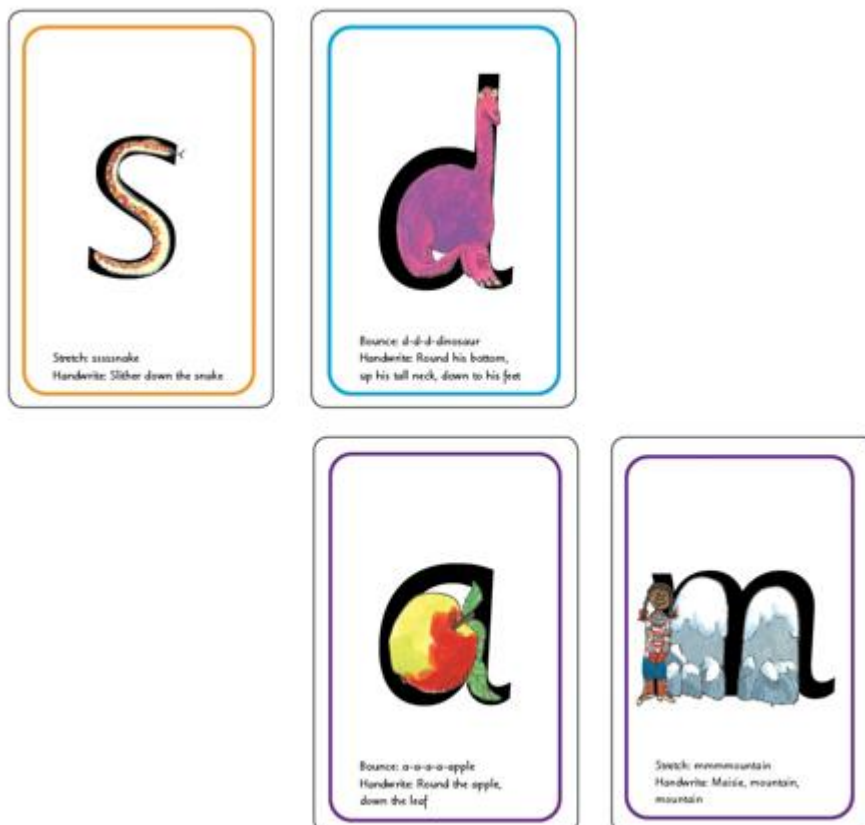 s
Stretch: sssssnake
Handwrite: Slither down the snake
d
Bounce: d-d-d-dinosaur
Handwrite: Round his bottom,
up his tall neck, down to his feet
a
Bounce: a-a-a-a-apple
Handwrite: Round the apple,
down the leaf
m
Stretch: mmmmountain
Handwrite: Maisie, mountain,
mountain